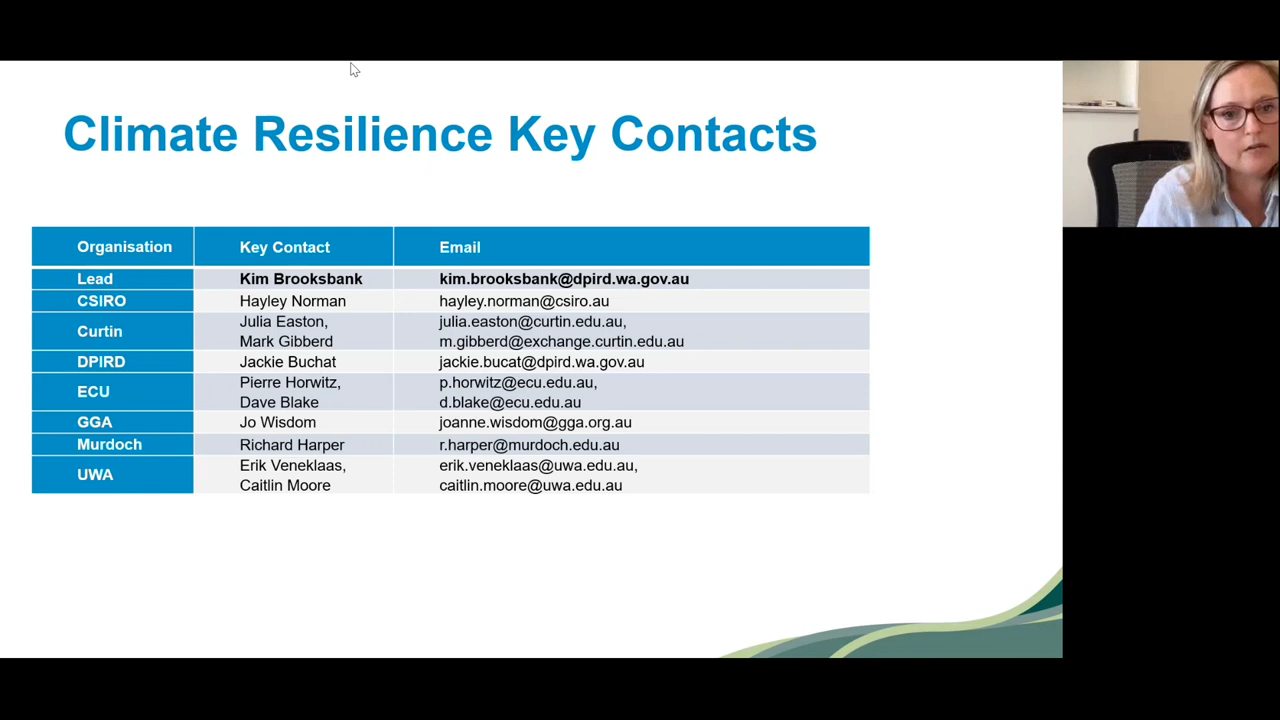 Climate Resilience Key Contacts
Organisation Key Contact Email
Lead Kim Brooksbank kim.brooksbank@dpird.wa.gov.au
CSIRO Hayley Norman hayley.norman@csiro.au
Curtin Julia Easton, julia.easton@curtin.edu.au,
Mark Gibberd m.gibberd@exchange.curtin.edu.au
DPIRD Jackie Buchat jackie.bucat@dpird.wa.gov.au
ECU Pierre Horwitz, p.horwitz@ecu.edu.au,
Dave Blake d.blake@ecu.edu.au
GGA Jo Wisdom joanne.wisdom@gga.org.au
Murdoch Richard Harper r.harper@murdoch.edu.au
UWA Erik Veneklaas, erik.veneklaas@uwa.edu.au,
Caitlin Moore caitlin.moore@uwa.edu.au